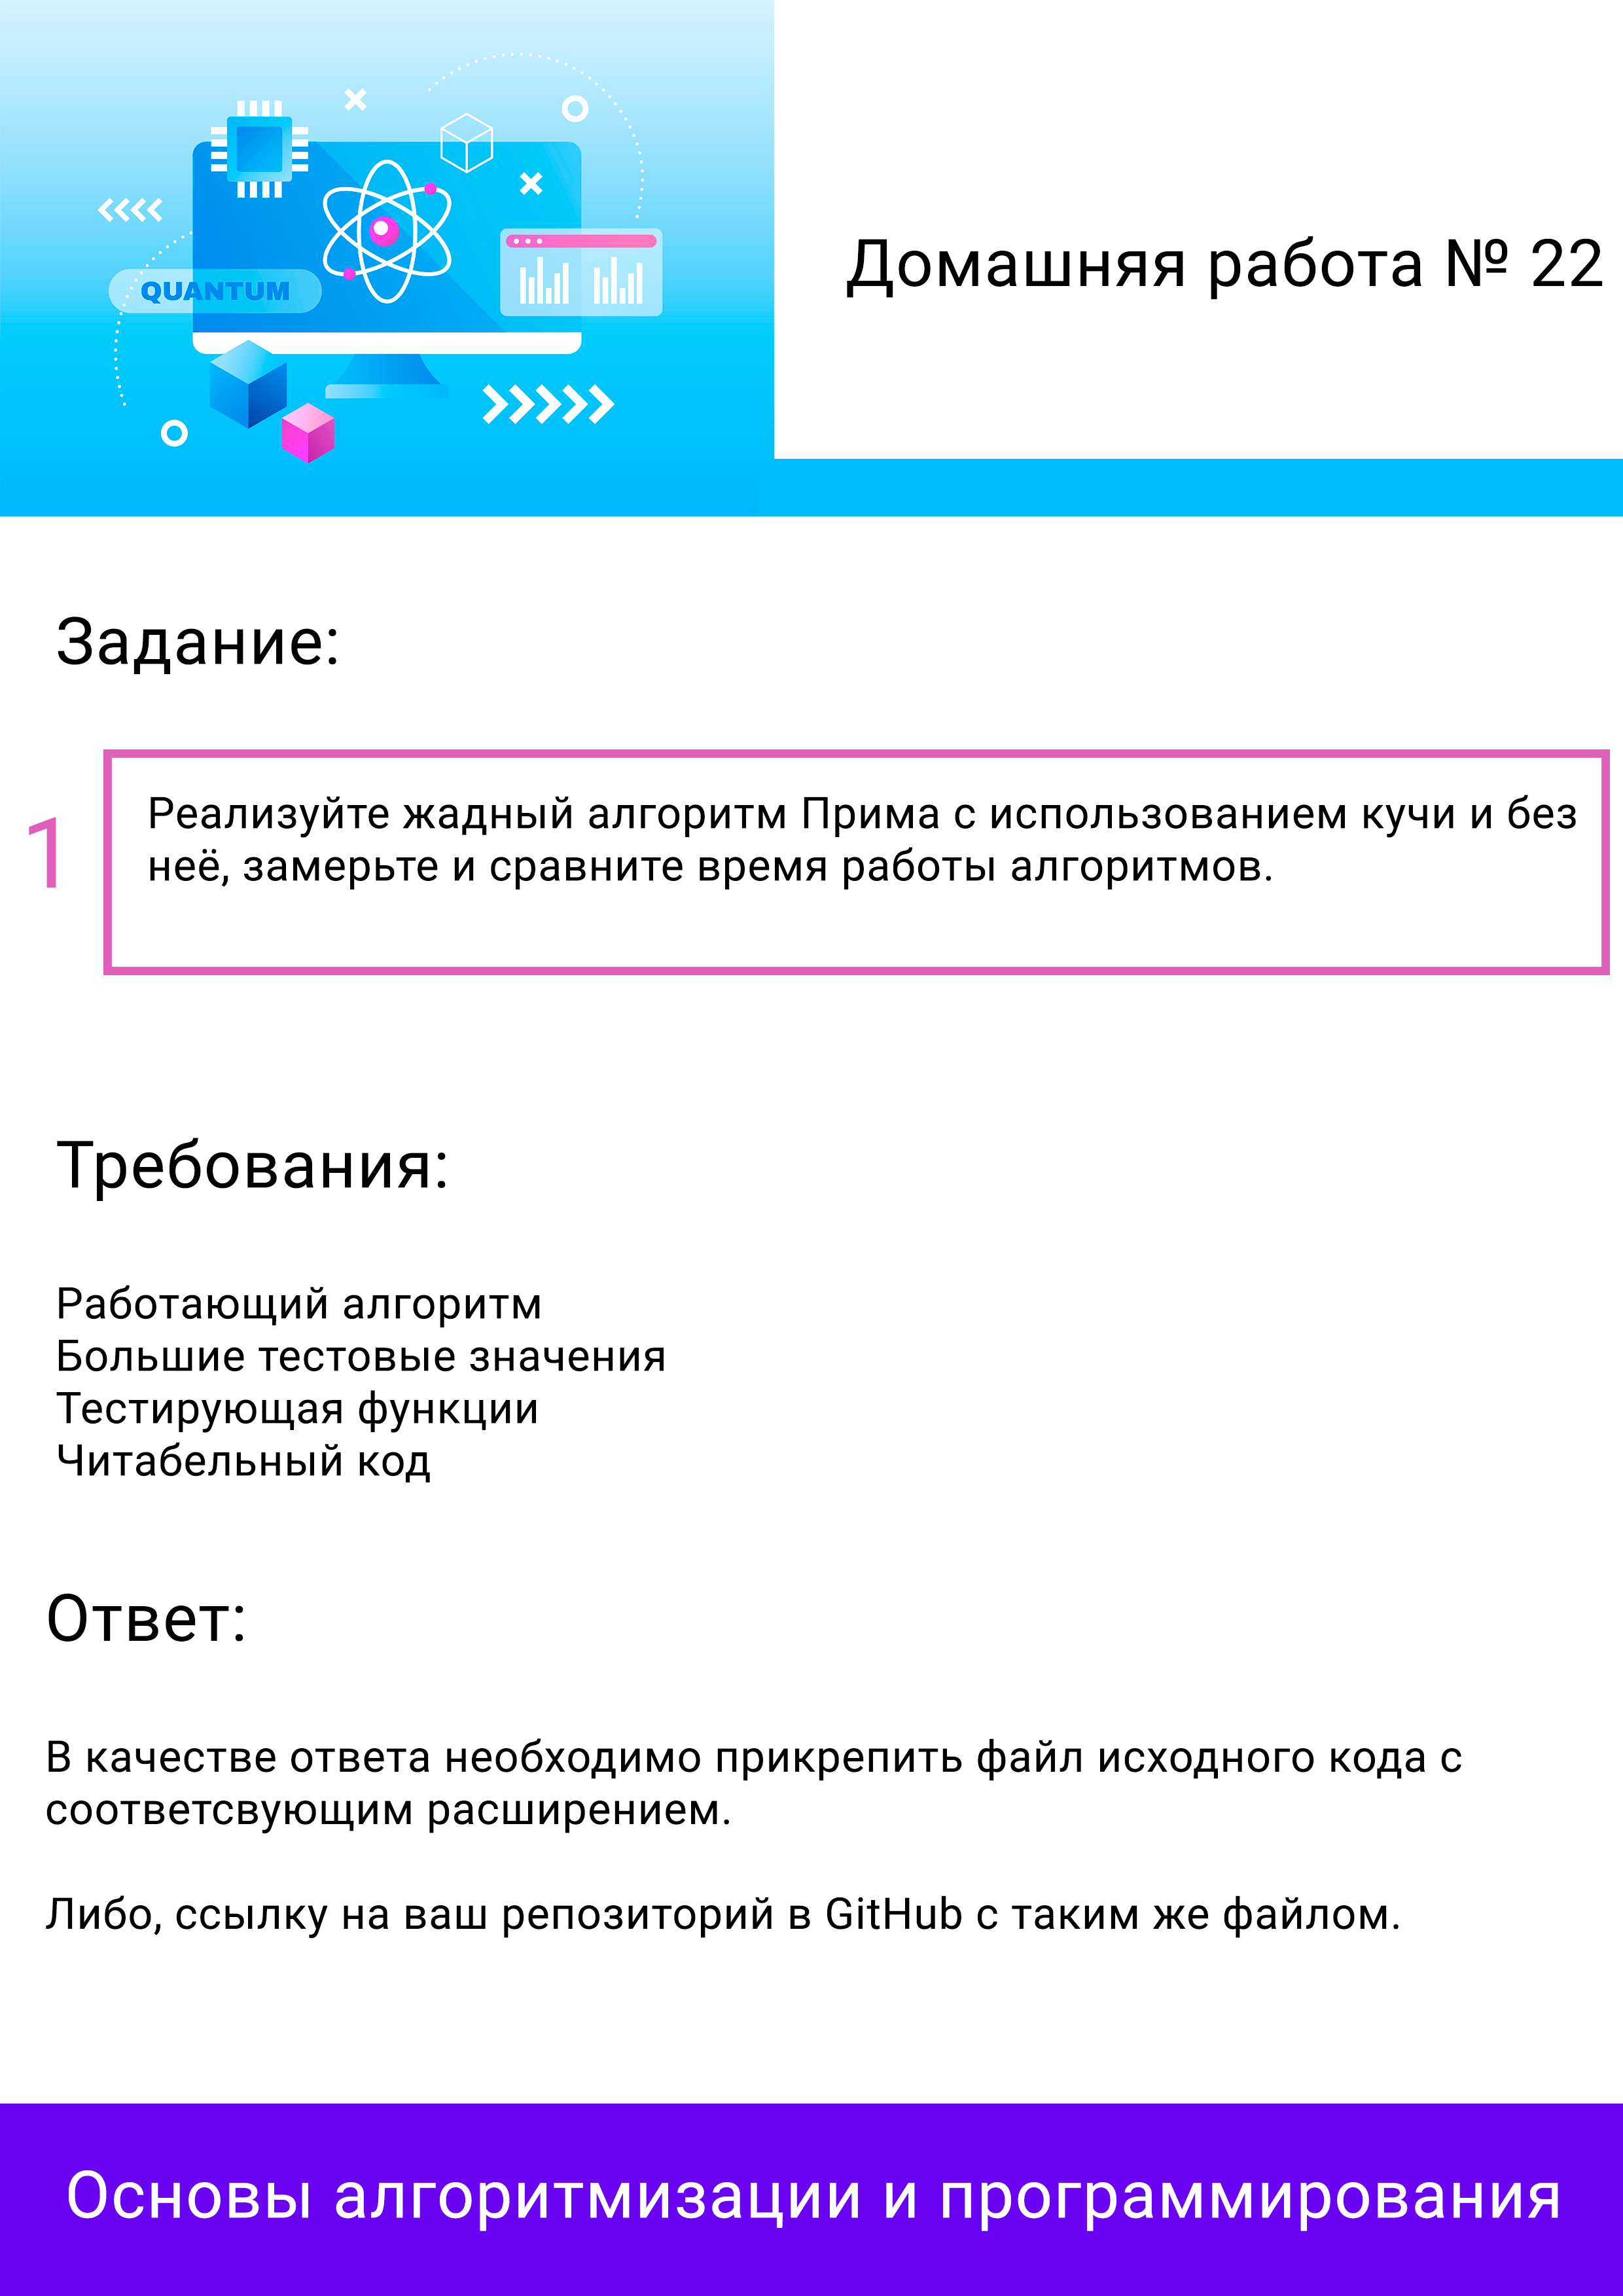 QUANTUM
Домашняя работа № 22
Задание:
1
Реализуйте жадный алгоритм Прима с использованием кучи и без
неё, замерьте и сравните время работы алгоритмов.
Требования:
Работающий алгоритм
Большие тестовые значения
Тестирующая функции
Читабельный код
Ответ:
В качестве ответа необходимо прикрепить файл исходного кода с
соответсвующим расширением.
Либо, ссылку на ваш репозиторий в GitHub с таким же файлом.
Основы алгоритмизации и программирования